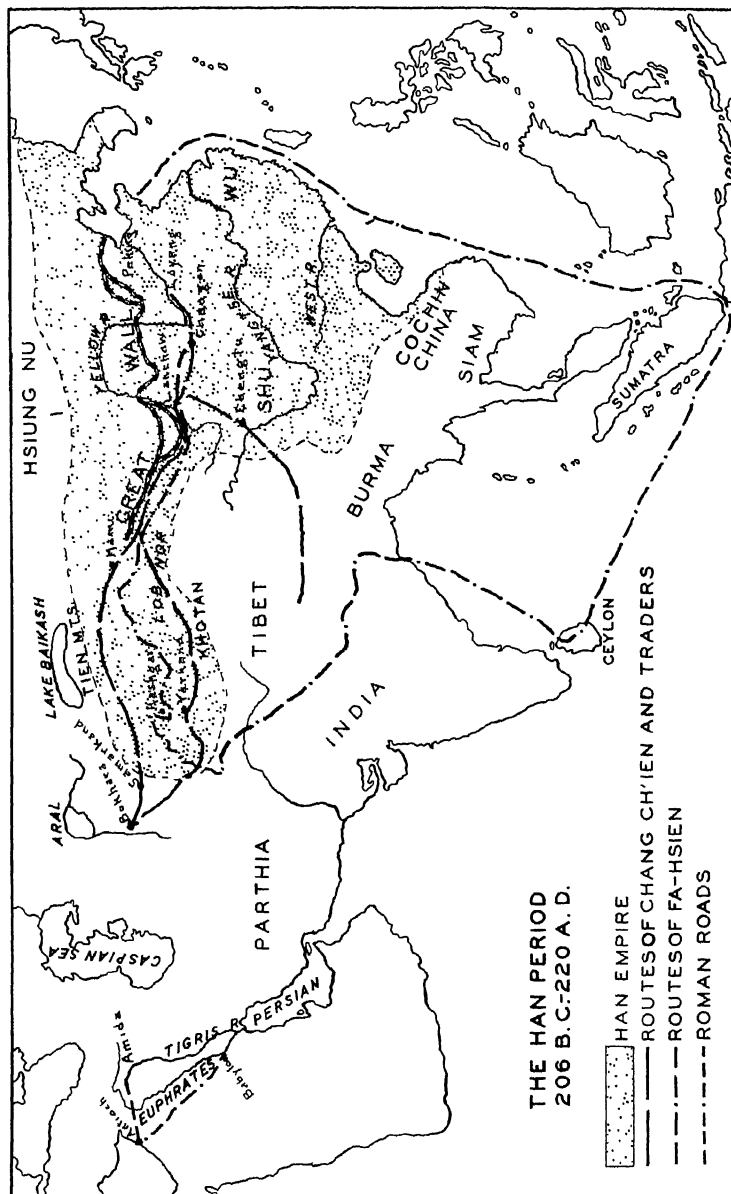 HSIUNG NU
LAKE BAIKASH
TIEN MTS.
ARAL
Samarkand
Bokhara
CASPIAN SEA
Amida
Antioch
TIGRIS R.
EUPHRATES
Babylon
PERSIAN
PARTHIA
INDIA
TIBET
KHOTAN
Kashgar
Yarkand
LOB NOR
Hami
GREAT
WALL
YELLOW R
Peking
Lanchow
Loyang
Changan
Chengtu
SHU
YANGTSE R.
WU
WEST R.
BURMA
SIAM
COCHIN
CHINA
SUMATRA
CEYLON
THE HAN PERIOD
206 B.C-220 A.D.
HAN EMPIRE
ROUTES OF CHANG CH'IEN AND TRADERS
ROUTES OF FA-HSIEN
ROMAN ROADS